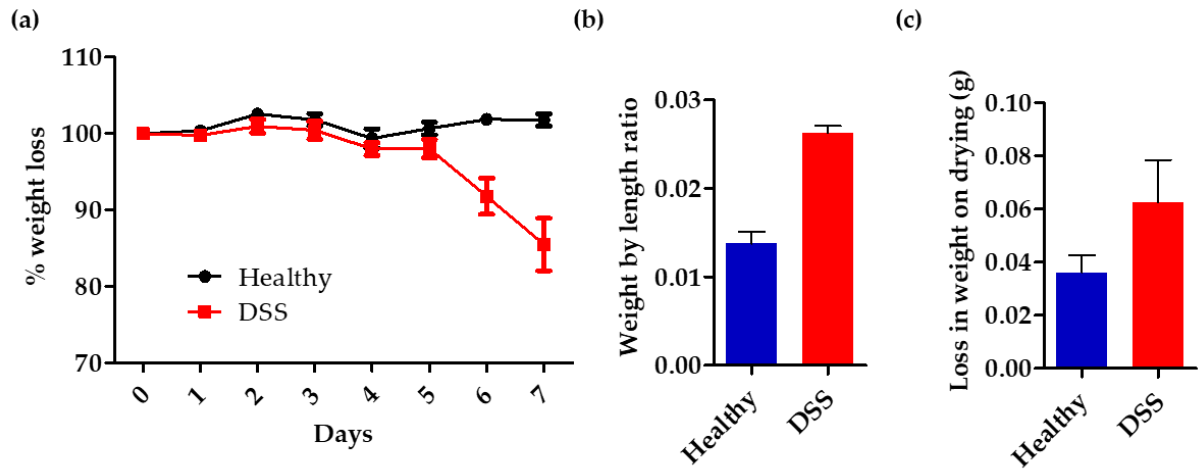 (a)
110
100
90
80
70
% weight loss
Healthy
DSS
0 1 2 3 4 5 6 7
Days
(b)
0.03
0.02
0.01
0.00
Weight by length ratio
Healthy
DSS
(c)
0.10
0.08
0.06
0.04
0.02
0.00
Loss in weight on drying (g)
Healthy
DSS